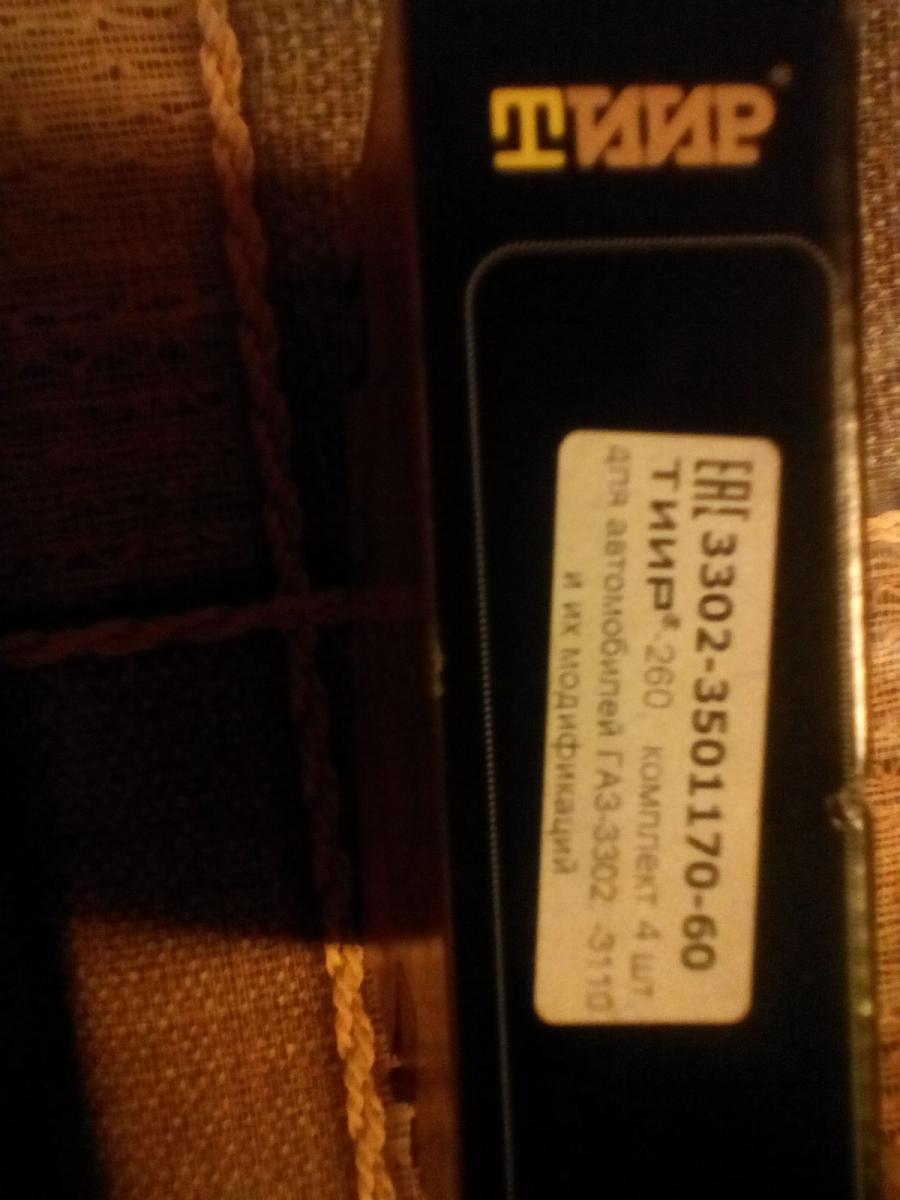 ТИИР®
EAC 3302-3501170-60
ТИИР®-260, комплект 4 шт.
для автомобилей ГАЗ-3302 -3110
и их модификаций